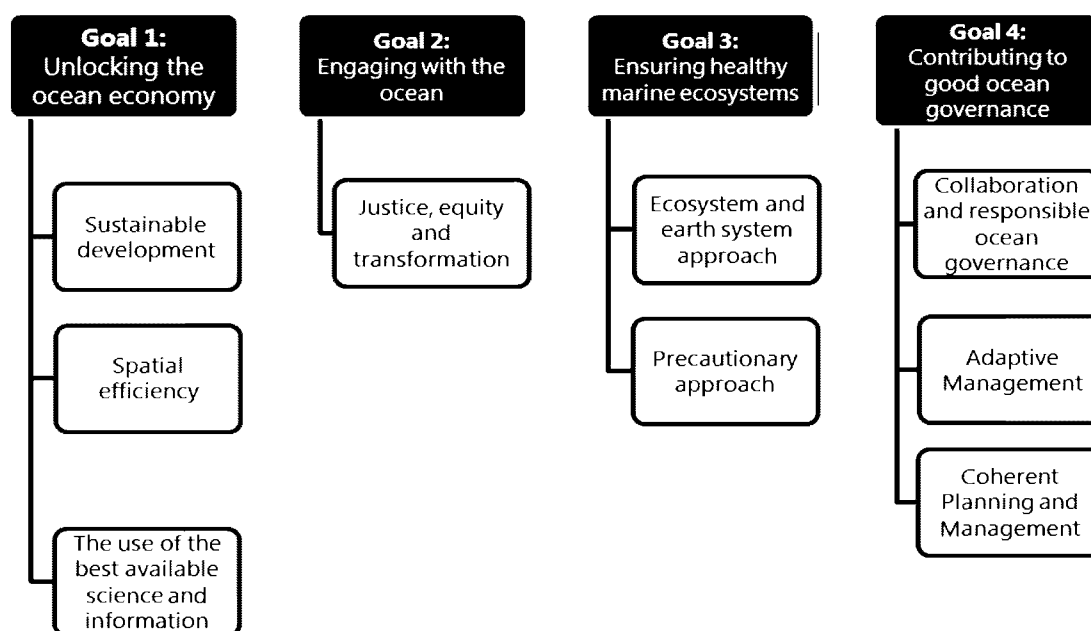 Goal 1:
Unlocking the
ocean economy
Sustainable
development
Spatial
efficiency
The use of the
best available
science and
information
Goal 2:
Engaging with the
ocean
Justice, equity
and
transformation
Goal 3:
Ensuring healthy
marine ecosystems
Ecosystem and
earth system
approach
Precautionary
approach
Goal 4:
Contributing to
good ocean
governance
Collaboration
and responsible
ocean
governance
Adaptive
Management
Coherent
Planning and
Management